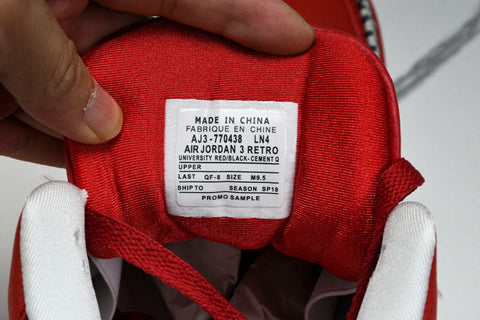 MADE IN CHINA
FABRIQUE EN CHINE
AJ3-770438 LN4
AIR JORDAN 3 RETRO
UNIVERSITY RED/BLACK-CEMENT Q
UPPER
LAST QF-8 SIZE M9.5
SHIP TO SEASON SP18
PROMO SAMPLE